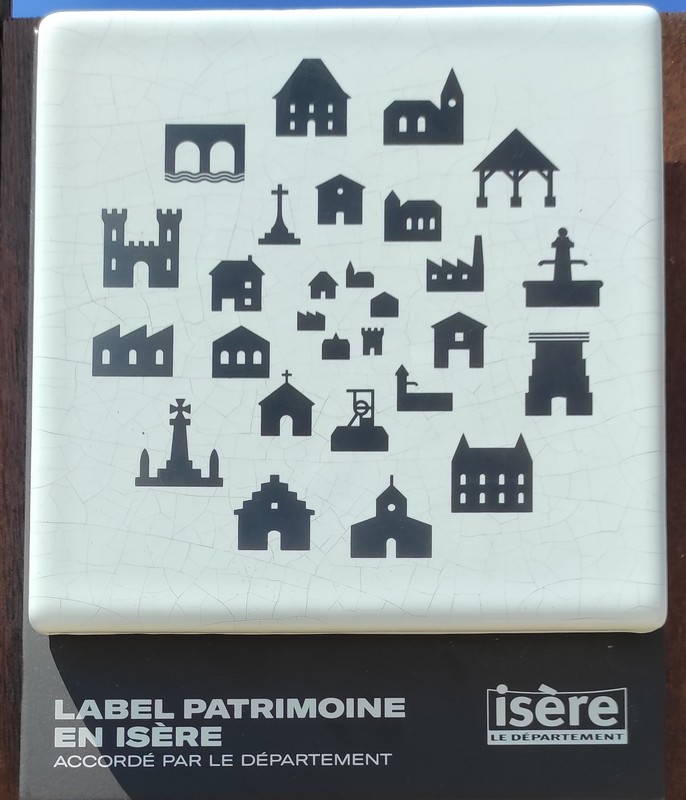 LABEL PATRIMOINE
EN ISÈRE
ACCORDÉ PAR LE DÉPARTEMENT
isère
LE DÉPARTEMENT